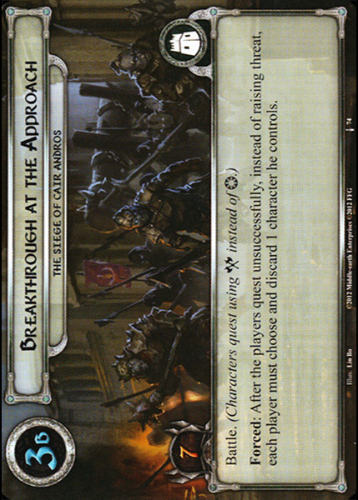 3B
BREAKTHROUGH AT THE APPROACH
THE SIEGE OF CAIR ANDROS
7
Battle. (Characters quest using instead of .)
Forced: After the players quest unsuccessfully, instead of raising threat,
each player must choose and discard 1 character he controls.
Illus. Lin Bo ©2012 Middle-earth Enterprises ©2012 FFG 74